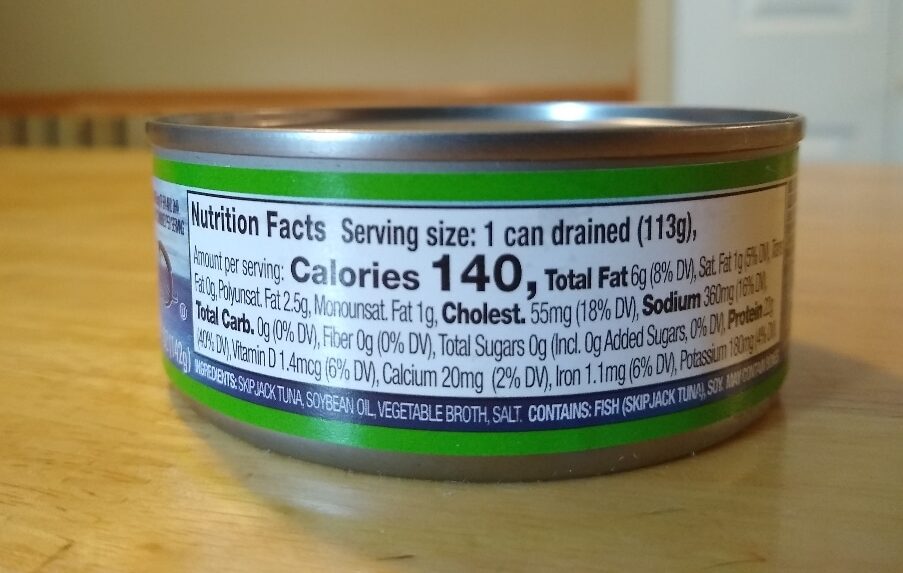 Nutrition Facts Serving size: 1 can drained (113g),
Amount per serving: Calories 140, Total Fat 6g (8% DV), Sat. Fat 1g (5% DV),
Fat 0g, Polyunsat. Fat 2.5g, Monounsat. Fat 1g, Cholest. 55mg (18% DV), Sodium 360mg (16% DV),
Total Carb. 0g (0% DV), Fiber 0g (0% DV), Total Sugars 0g (Incl. 0g Added Sugars, 0% DV), Protein
(40% DV), Vitamin D 1.4mcg (6% DV), Calcium 20mg (2% DV), Iron 1.1mg (6% DV), Potassium 180mg (4% DV)
INGREDIENTS: SKIPJACK TUNA, SOYBEAN OIL, VEGETABLE BROTH, SALT. CONTAINS: FISH (SKIPJACK TUNA), SOY. MAY CONTAIN
142g)